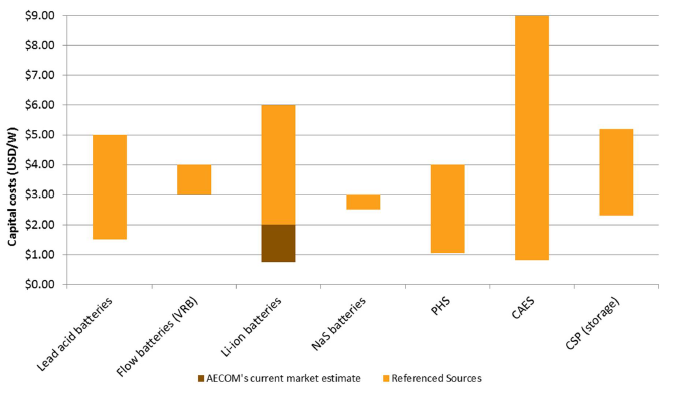 $9.00
$8.00
$7.00
$6.00
$5.00
$4.00
$3.00
$2.00
$1.00
$0.00
Capital costs (USD/W)
Lead acid batteries
Flow batteries (VRB)
Li-ion batteries
NaS batteries
PHS
CAES
CSP (storage)
AECOM's current market estimate
Referenced Sources